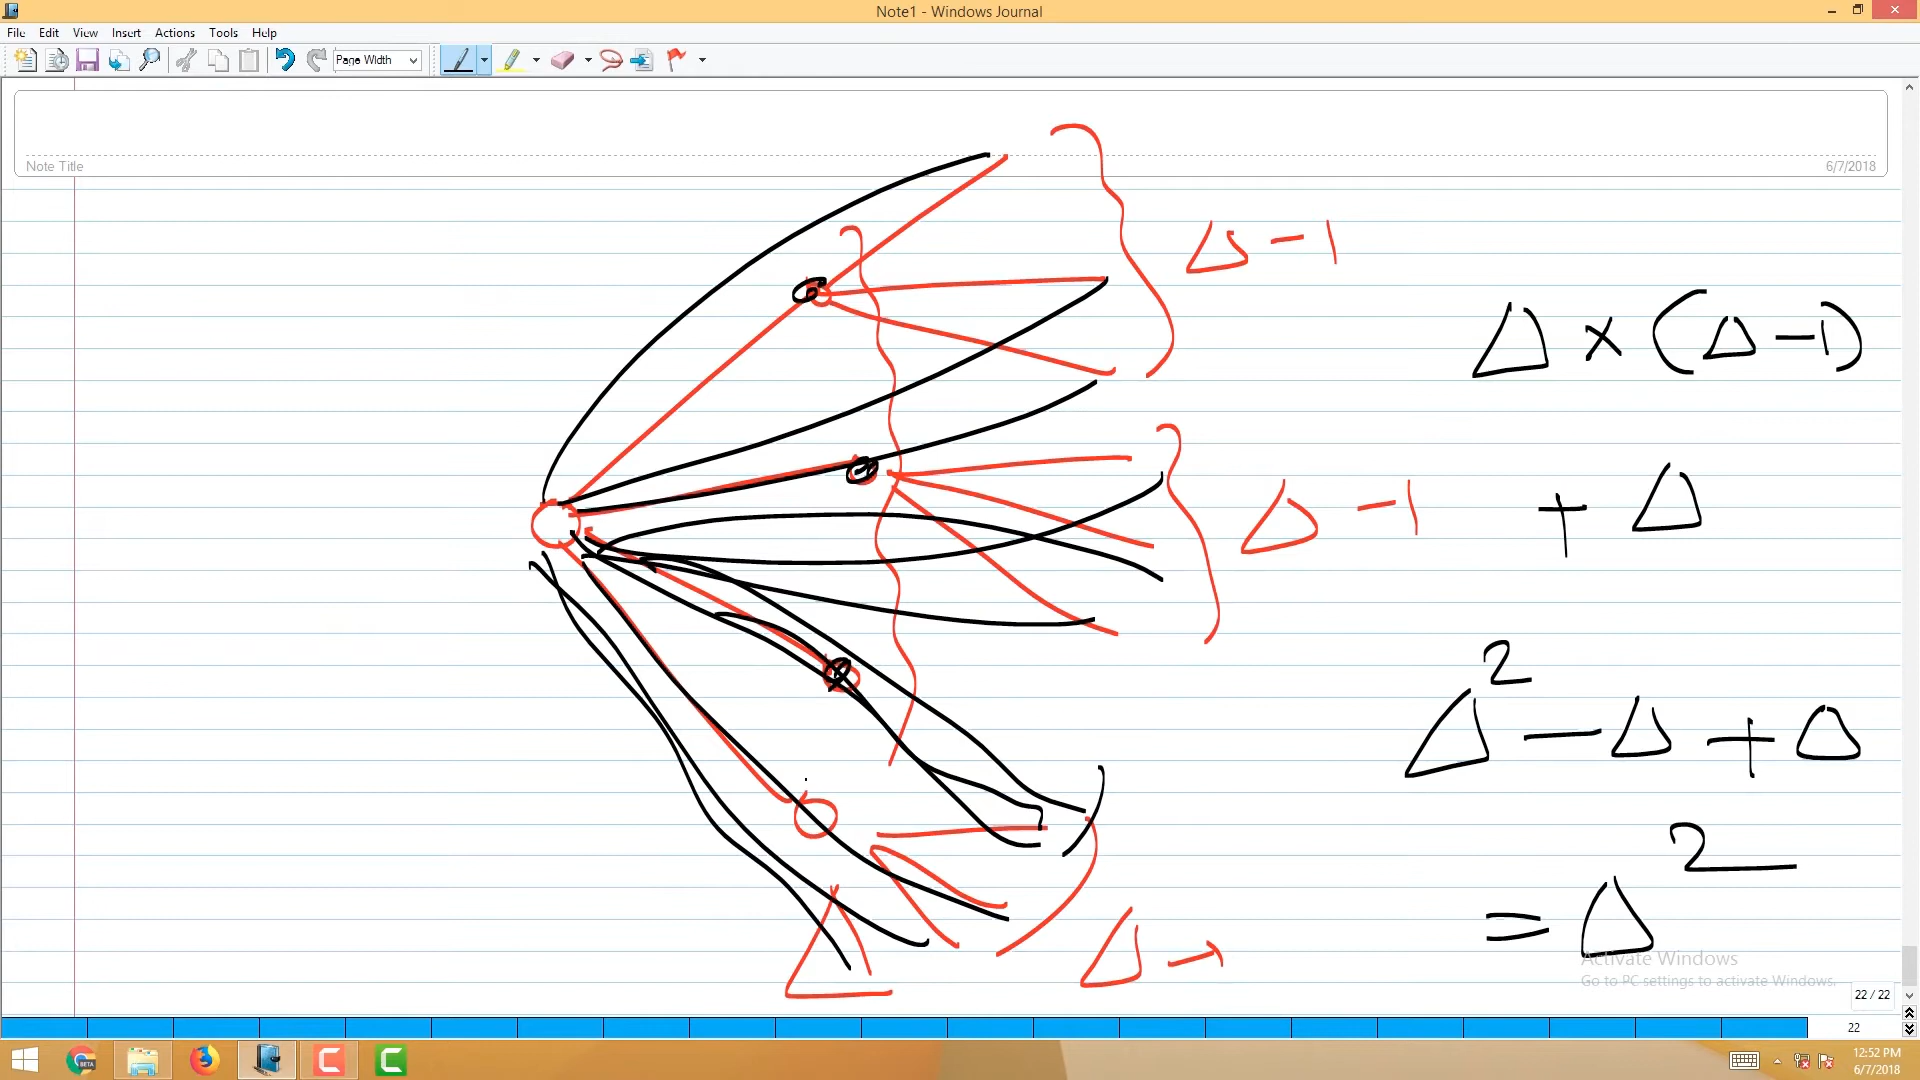 Note1 - Windows Journal
File Edit View Insert Actions Tools Help
Page Width
Note Title
6/7/2018
Δ - 1
Δ × (Δ - 1)
Δ - 1
+ Δ
Δ² - Δ + Δ
= Δ²
Δ
Δ -
Activate Windows
Go to PC settings to activate Windows.
22 / 22
22
BETA
12:52 PM
6/7/2018